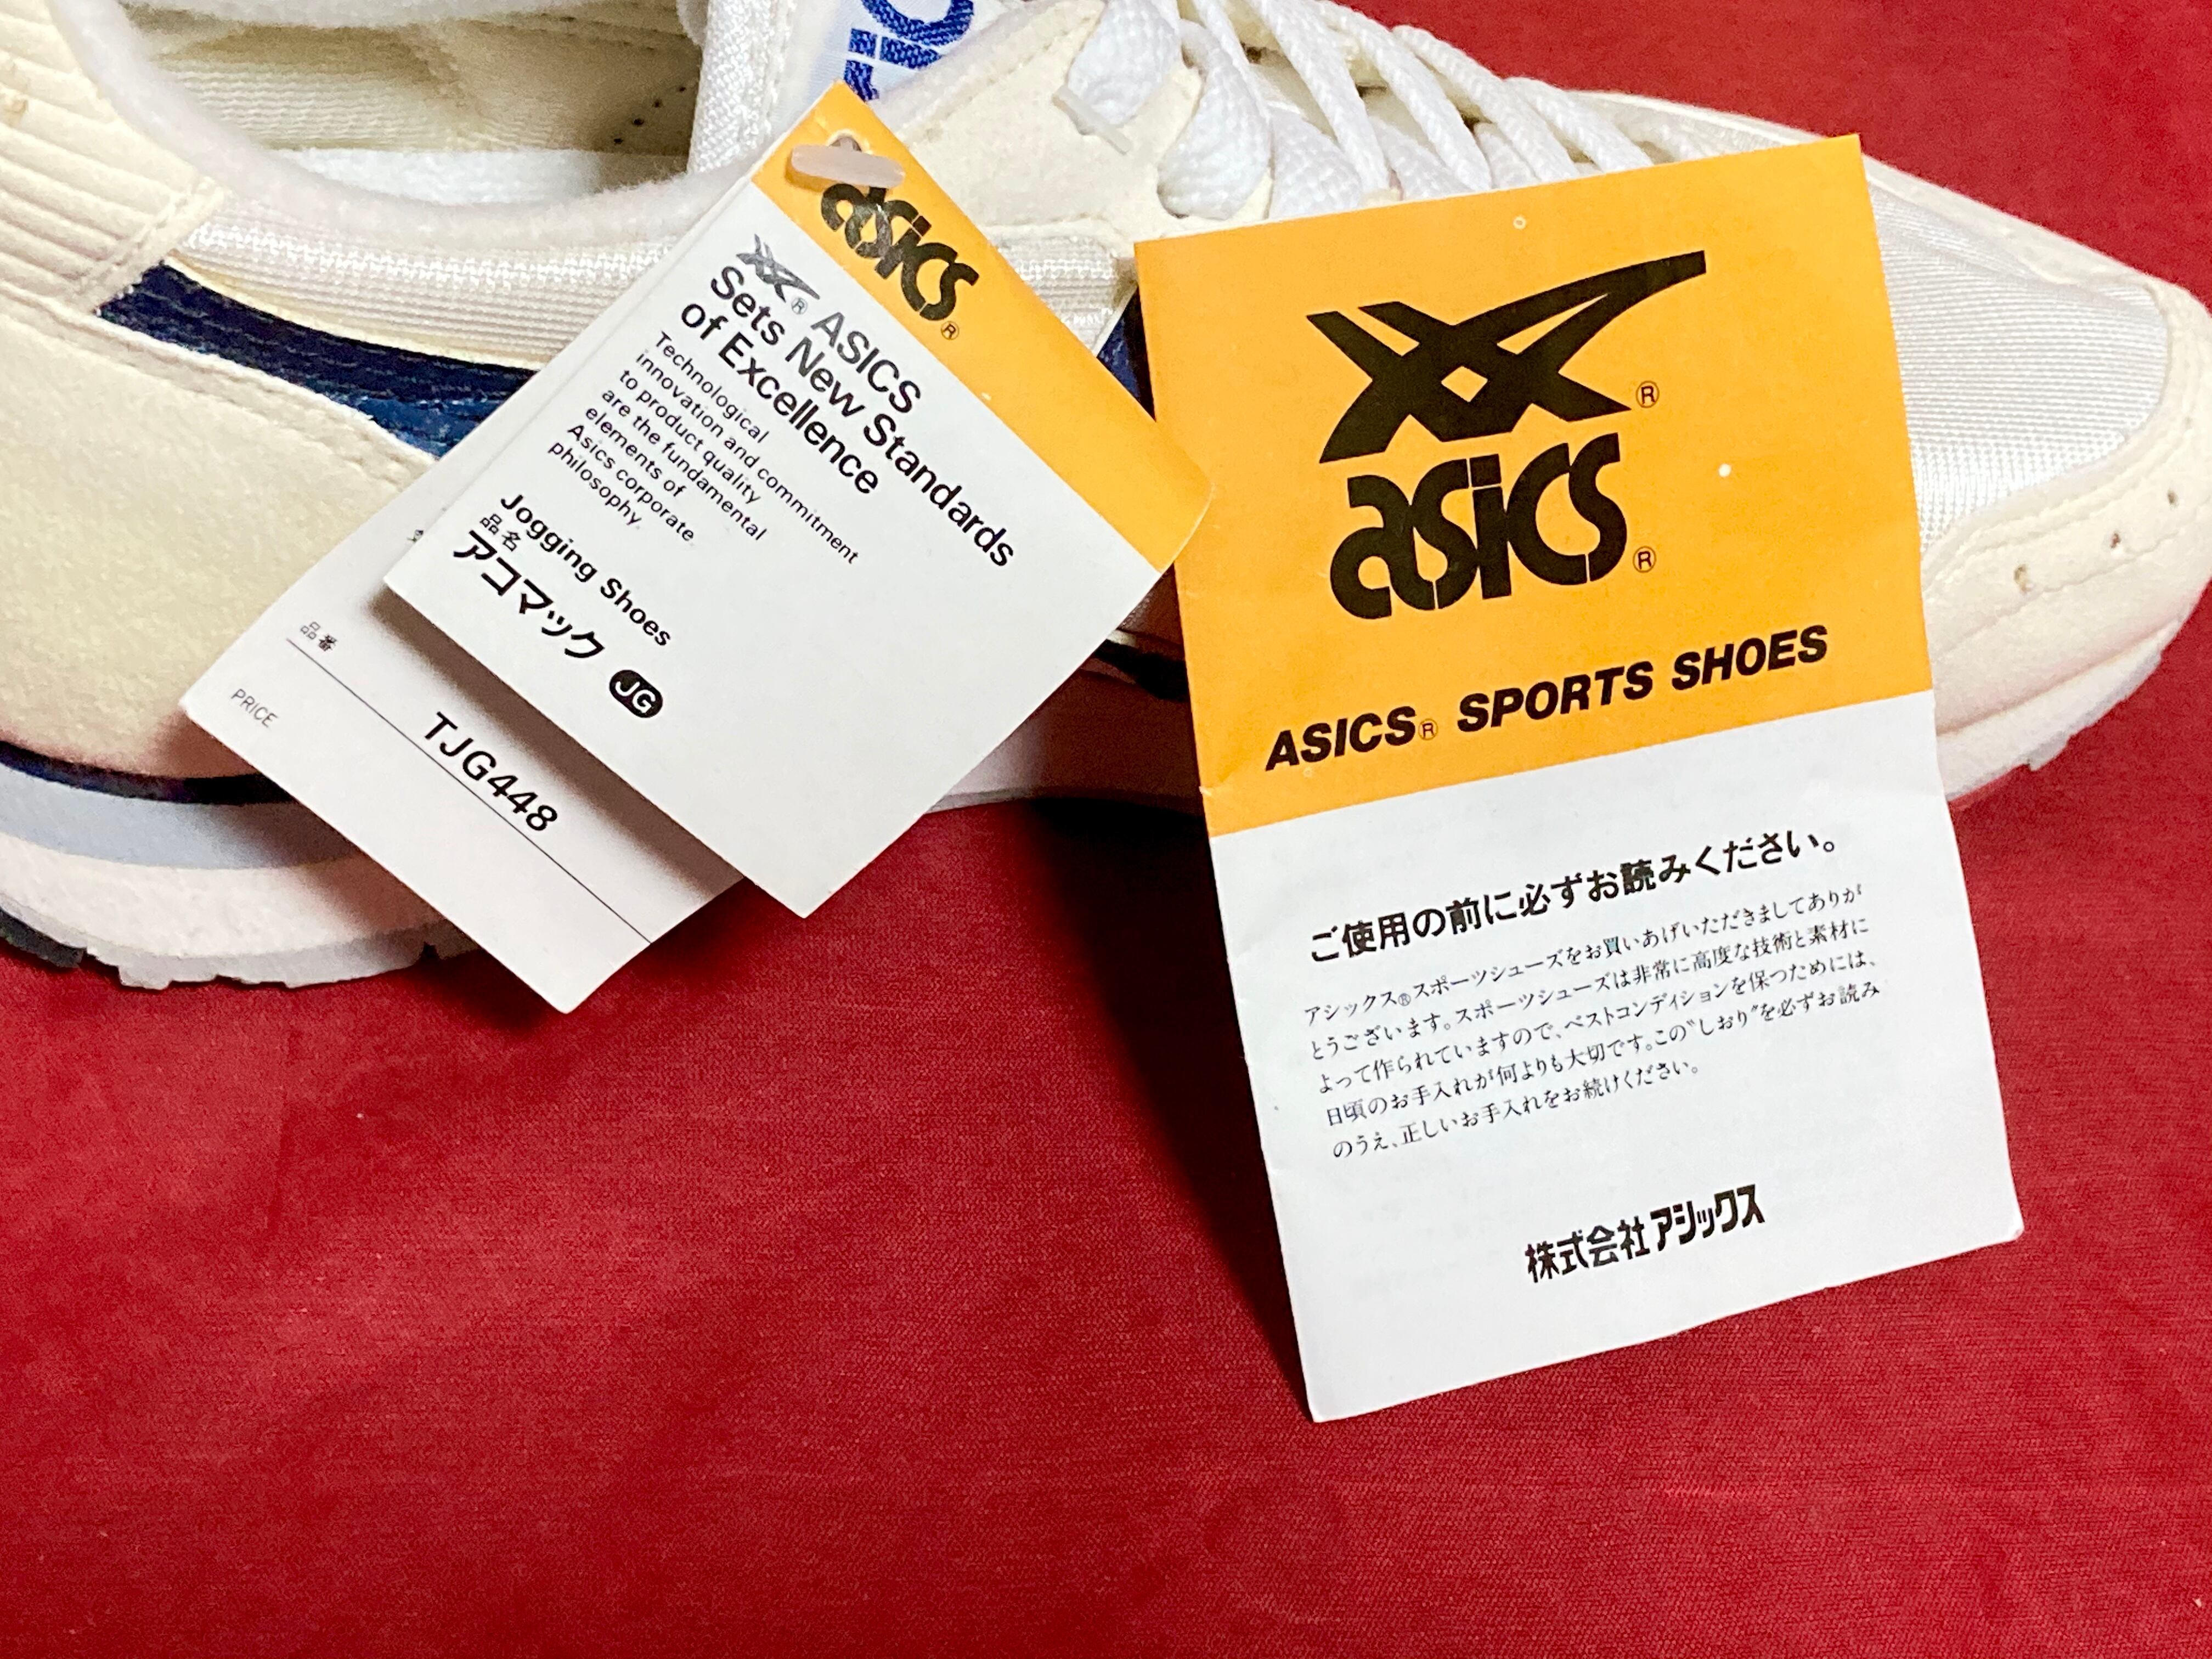 asics®
® ASICS
Sets New Standards
of Excellence
Technological
innovation and commitment
to product quality
are the fundamental
elements of
Asics corporate
philosophy.
Jogging Shoes
品名
アコマック JG
品番
TJG448
PRICE
®
asics®
ASICS® SPORTS SHOES
ご使用の前に必ずお読みください。
アシックス®スポーツシューズをお買いあげいただきましてありが
とうございます。スポーツシューズは非常に高度な技術と素材に
よって作られていますので、ベストコンディションを保つためには、
日頃のお手入れが何よりも大切です。この"しおり"を必ずお読み
のうえ、正しいお手入れをお続けください。
株式会社アシックス